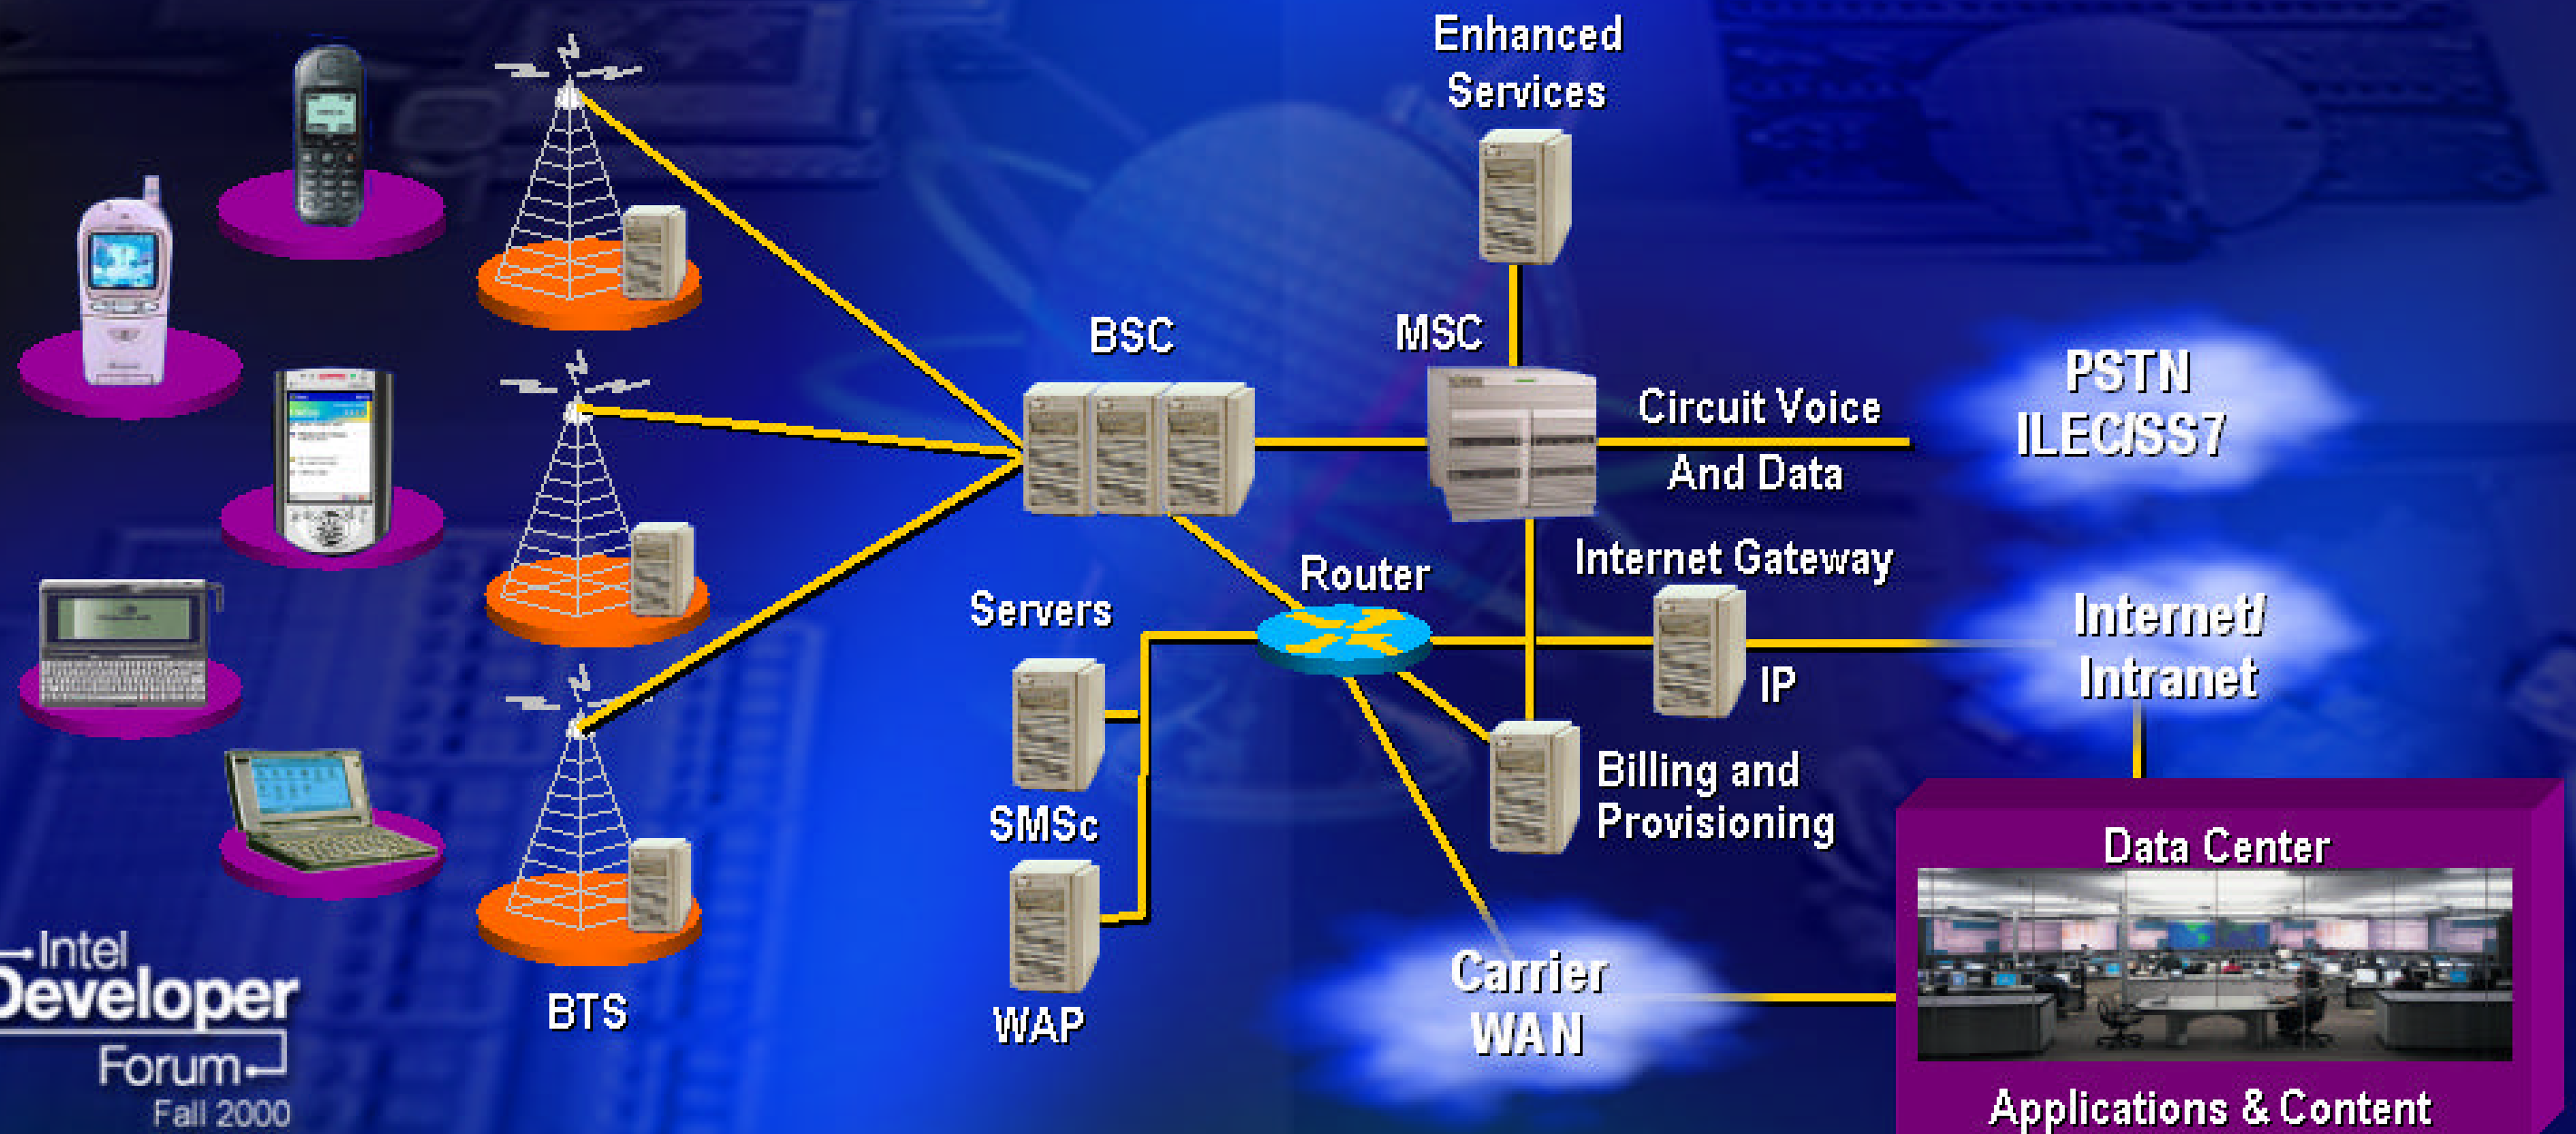 Enhanced
Services
BSC
MSC
Circuit Voice
And Data
PSTN
ILEC/SS7
Internet Gateway
Router
Servers
IP
Internet/
Intranet
SMSc
Billing and
Provisioning
WAP
BTS
Carrier
WAN
Data Center
Applications & Content
Intel
Developer
Forum
Fall 2000